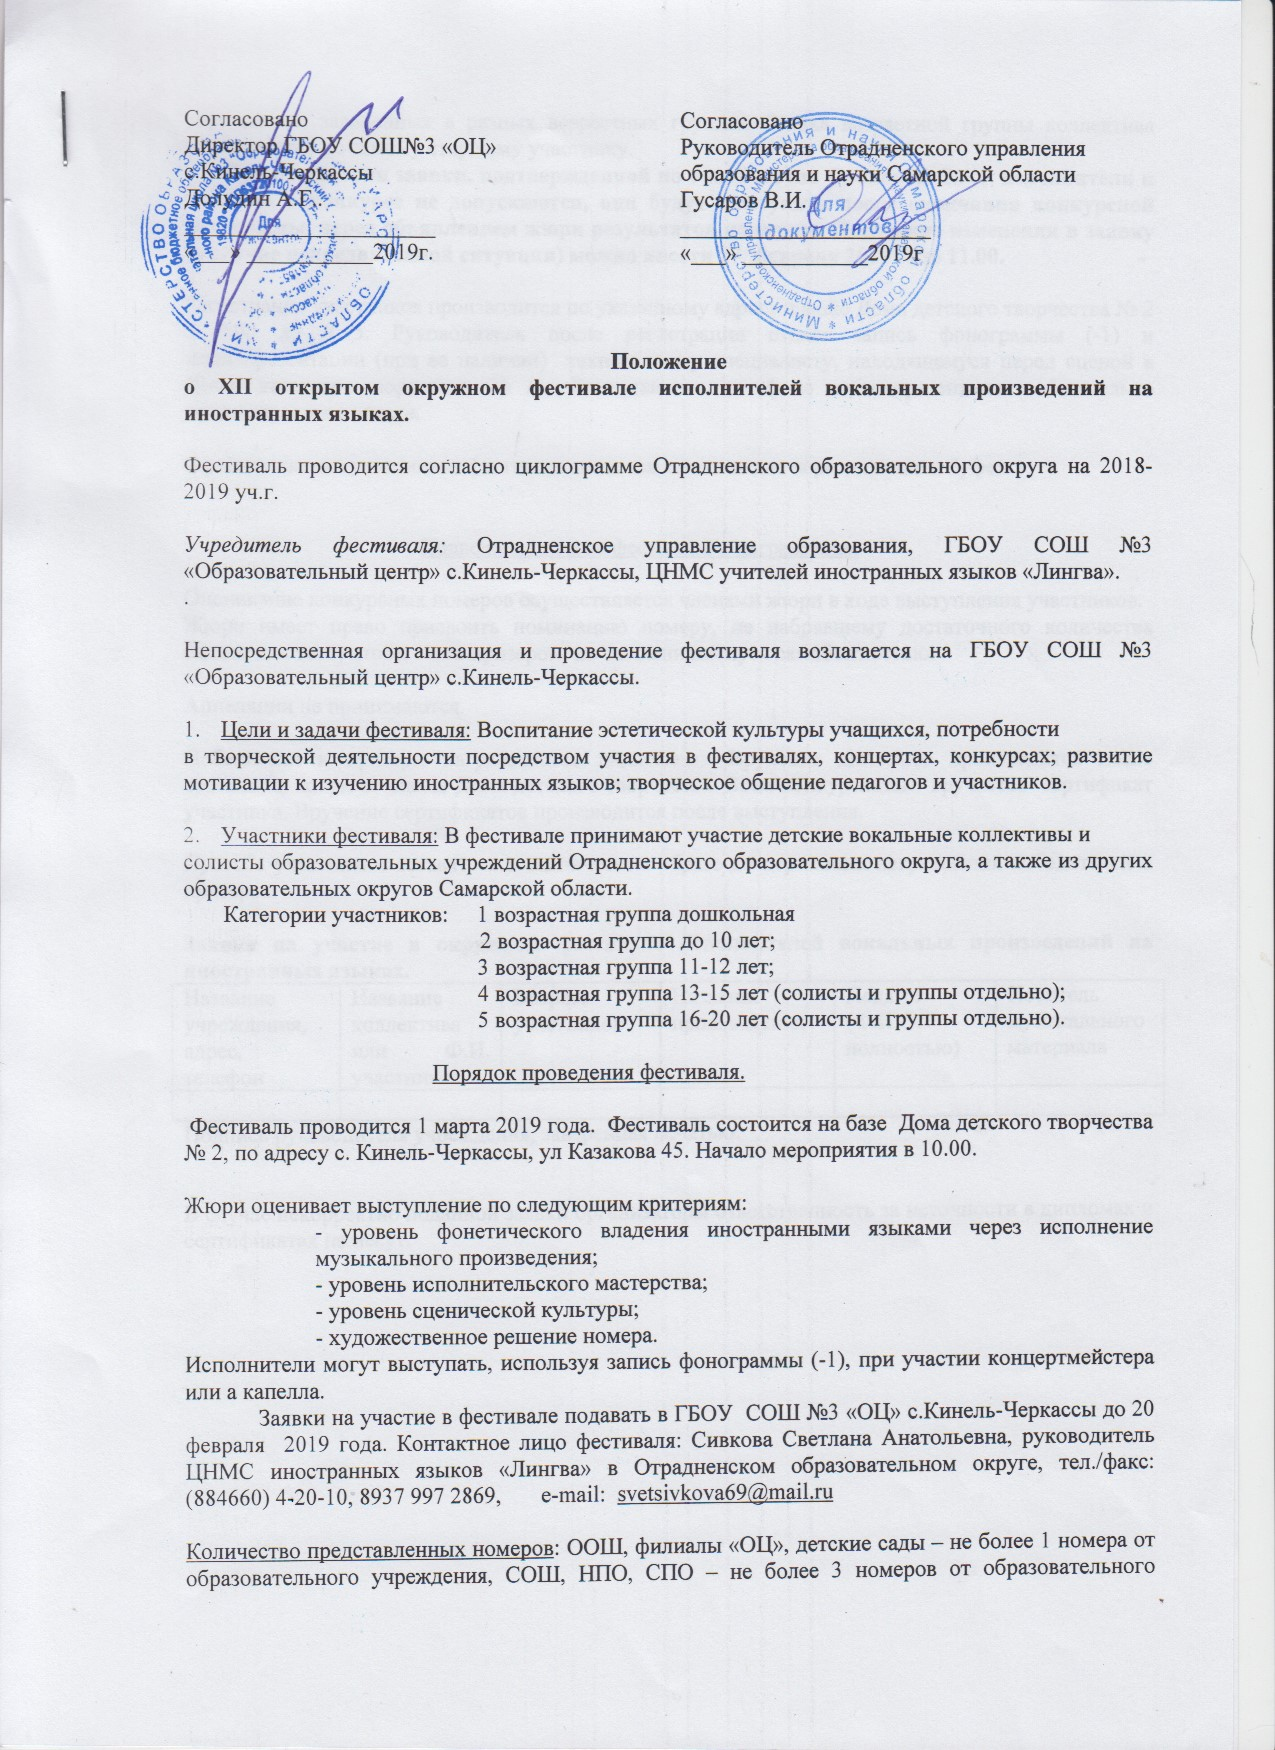 Согласовано
Директор ГБОУ СОШ№3 «ОЦ»
с.Кинель-Черкассы
Долудин А.Г.
«___»____________2019г.
Согласовано
Руководитель Отрадненского управления
образования и науки Самарской области
Гусаров В.И.
«___»____________2019г
Для
документов
Положение
о XII открытом окружном фестивале исполнителей вокальных произведений на
иностранных языках.
Фестиваль проводится согласно циклограмме Отрадненского образовательного округа на 2018-
2019 уч.г.
Учредитель фестиваля: Отрадненское управление образования, ГБОУ СОШ №3
«Образовательный центр» с.Кинель-Черкассы, ЦНМС учителей иностранных языков «Лингва».
.
Непосредственная организация и проведение фестиваля возлагается на ГБОУ СОШ №3
«Образовательный центр» с.Кинель-Черкассы.
1. Цели и задачи фестиваля: Воспитание эстетической культуры учащихся, потребности
в творческой деятельности посредством участия в фестивалях, концертах, конкурсах; развитие
мотивации к изучению иностранных языков; творческое общение педагогов и участников.
2. Участники фестиваля: В фестивале принимают участие детские вокальные коллективы и
солисты образовательных учреждений Отрадненского образовательного округа, а также из других
образовательных округов Самарской области.
Категории участников: 1 возрастная группа дошкольная
2 возрастная группа до 10 лет;
3 возрастная группа 11-12 лет;
4 возрастная группа 13-15 лет (солисты и группы отдельно);
5 возрастная группа 16-20 лет (солисты и группы отдельно).
Порядок проведения фестиваля.
Фестиваль проводится 1 марта 2019 года. Фестиваль состоится на базе Дома детского творчества
№ 2, по адресу с. Кинель-Черкассы, ул Казакова 45. Начало мероприятия в 10.00.
Жюри оценивает выступление по следующим критериям:
- уровень фонетического владения иностранными языками через исполнение
музыкального произведения;
- уровень исполнительского мастерства;
- уровень сценической культуры;
- художественное решение номера.
Исполнители могут выступать, используя запись фонограммы (-1), при участии концертмейстера
или а капелла.
Заявки на участие в фестивале подавать в ГБОУ СОШ №3 «ОЦ» с.Кинель-Черкассы до 20
февраля 2019 года. Контактное лицо фестиваля: Сивкова Светлана Анатольевна, руководитель
ЦНМС иностранных языков «Лингва» в Отрадненском образовательном округе, тел./факс:
(884660) 4-20-10, 8937 997 2869, e-mail: svetsivkova69@mail.ru
Количество представленных номеров: ООШ, филиалы «ОЦ», детские сады – не более 1 номера от
образовательного учреждения, СОШ, НПО, СПО – не более 3 номеров от образовательного